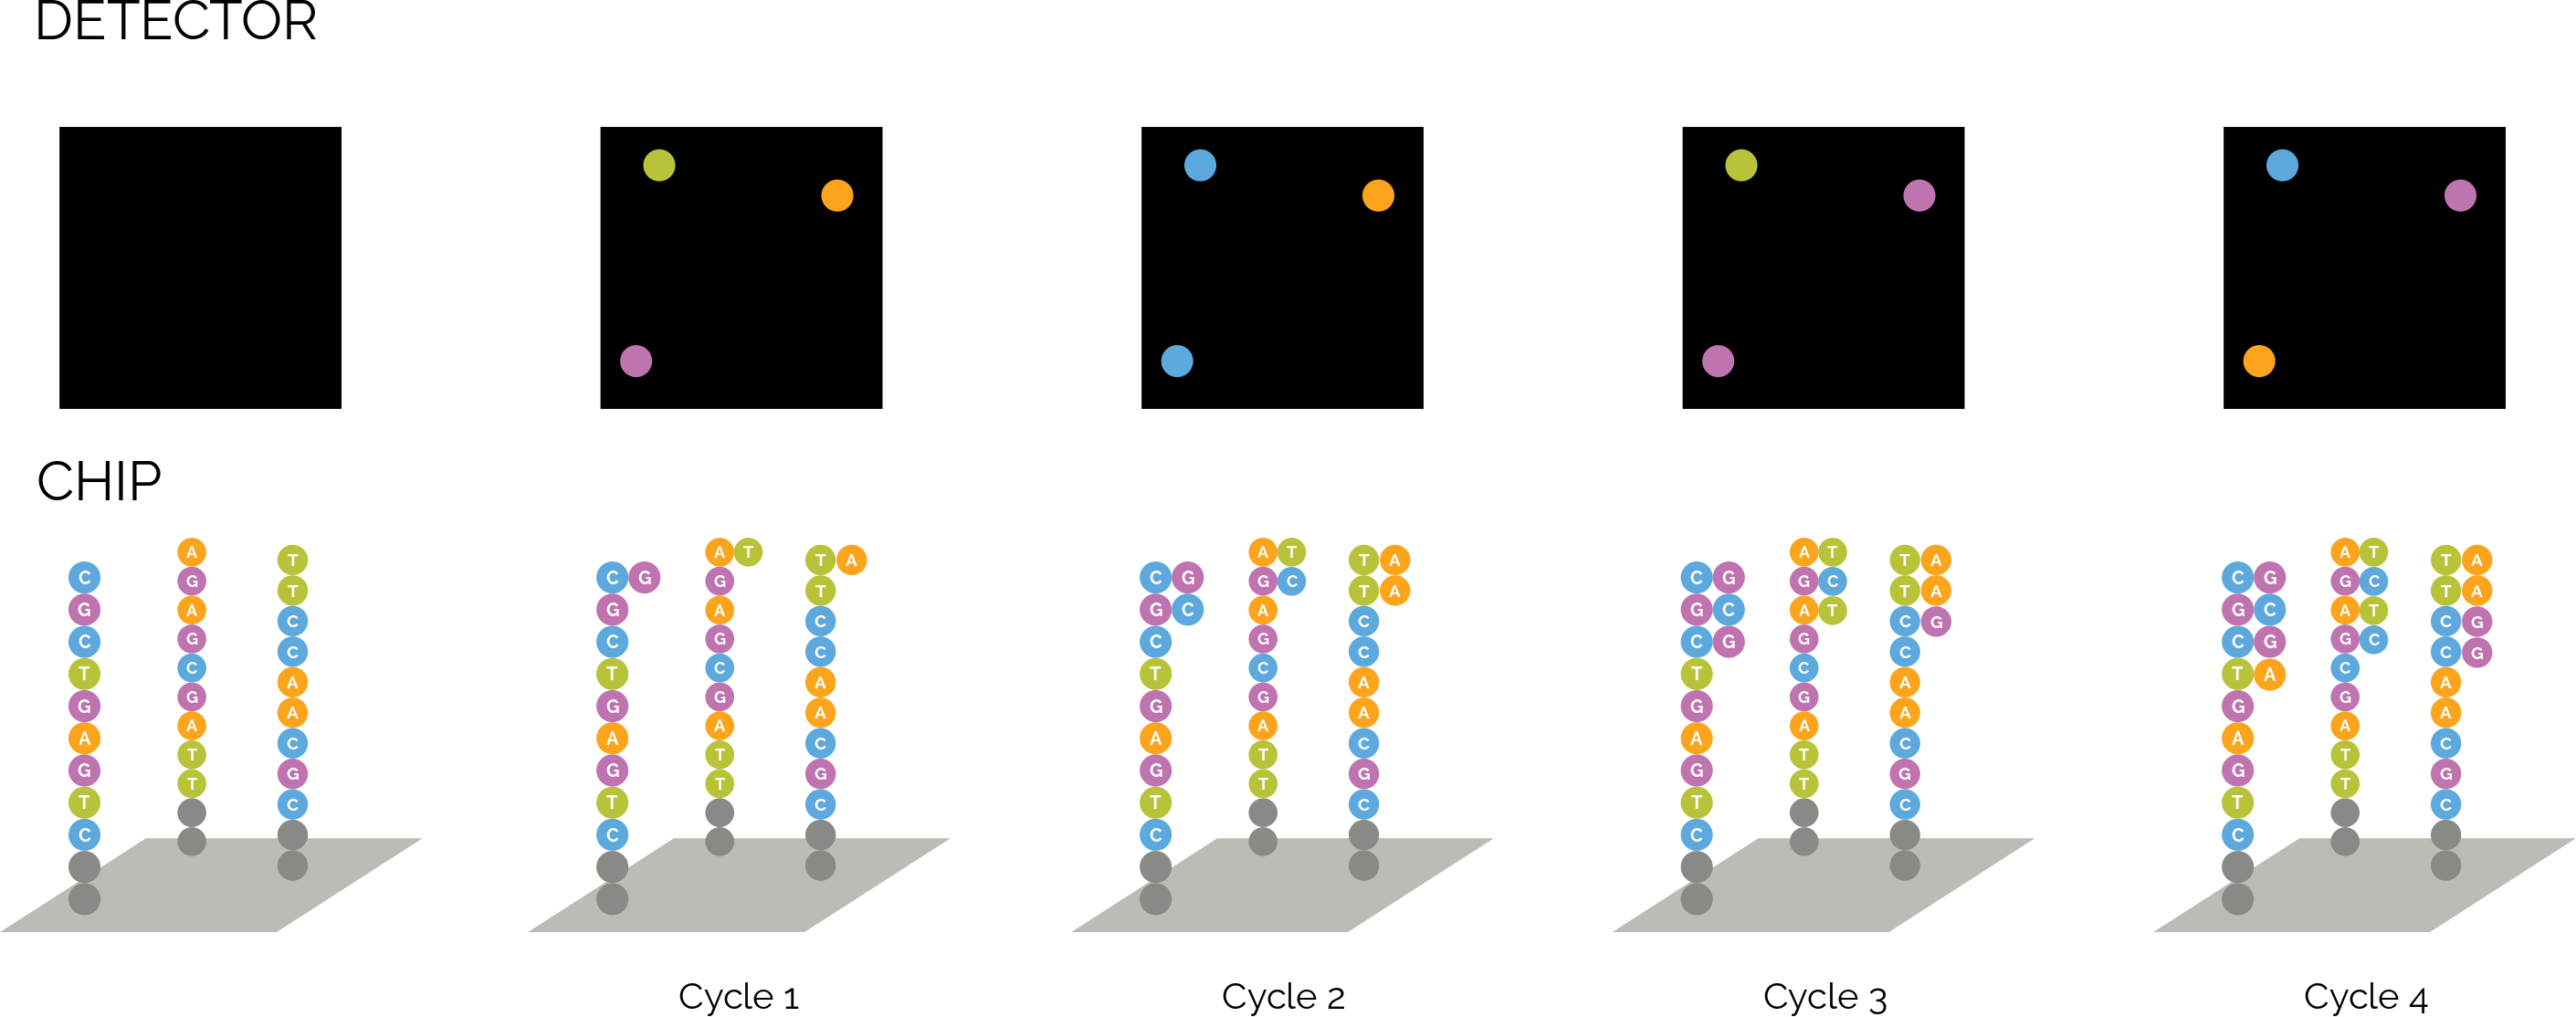 DETECTOR
CHIP
C G C T G A G T C
A G A G C G A T T
T T C C A A C G C
C G C T G A G T C
G
A G A G C G A T T
T
T T C C A A C G C
A
C G C T G A G T C
G C
A G A G C G A T T
T C
T T C C A A C G C
A A
C G C T G A G T C
G C G
A G A G C G A T T
T C T
T T C C A A C G C
A A G
C G C T G A G T C
G C G A
A G A G C G A T T
T C T C
T T C C A A C G C
A A G G
Cycle 1
Cycle 2
Cycle 3
Cycle 4